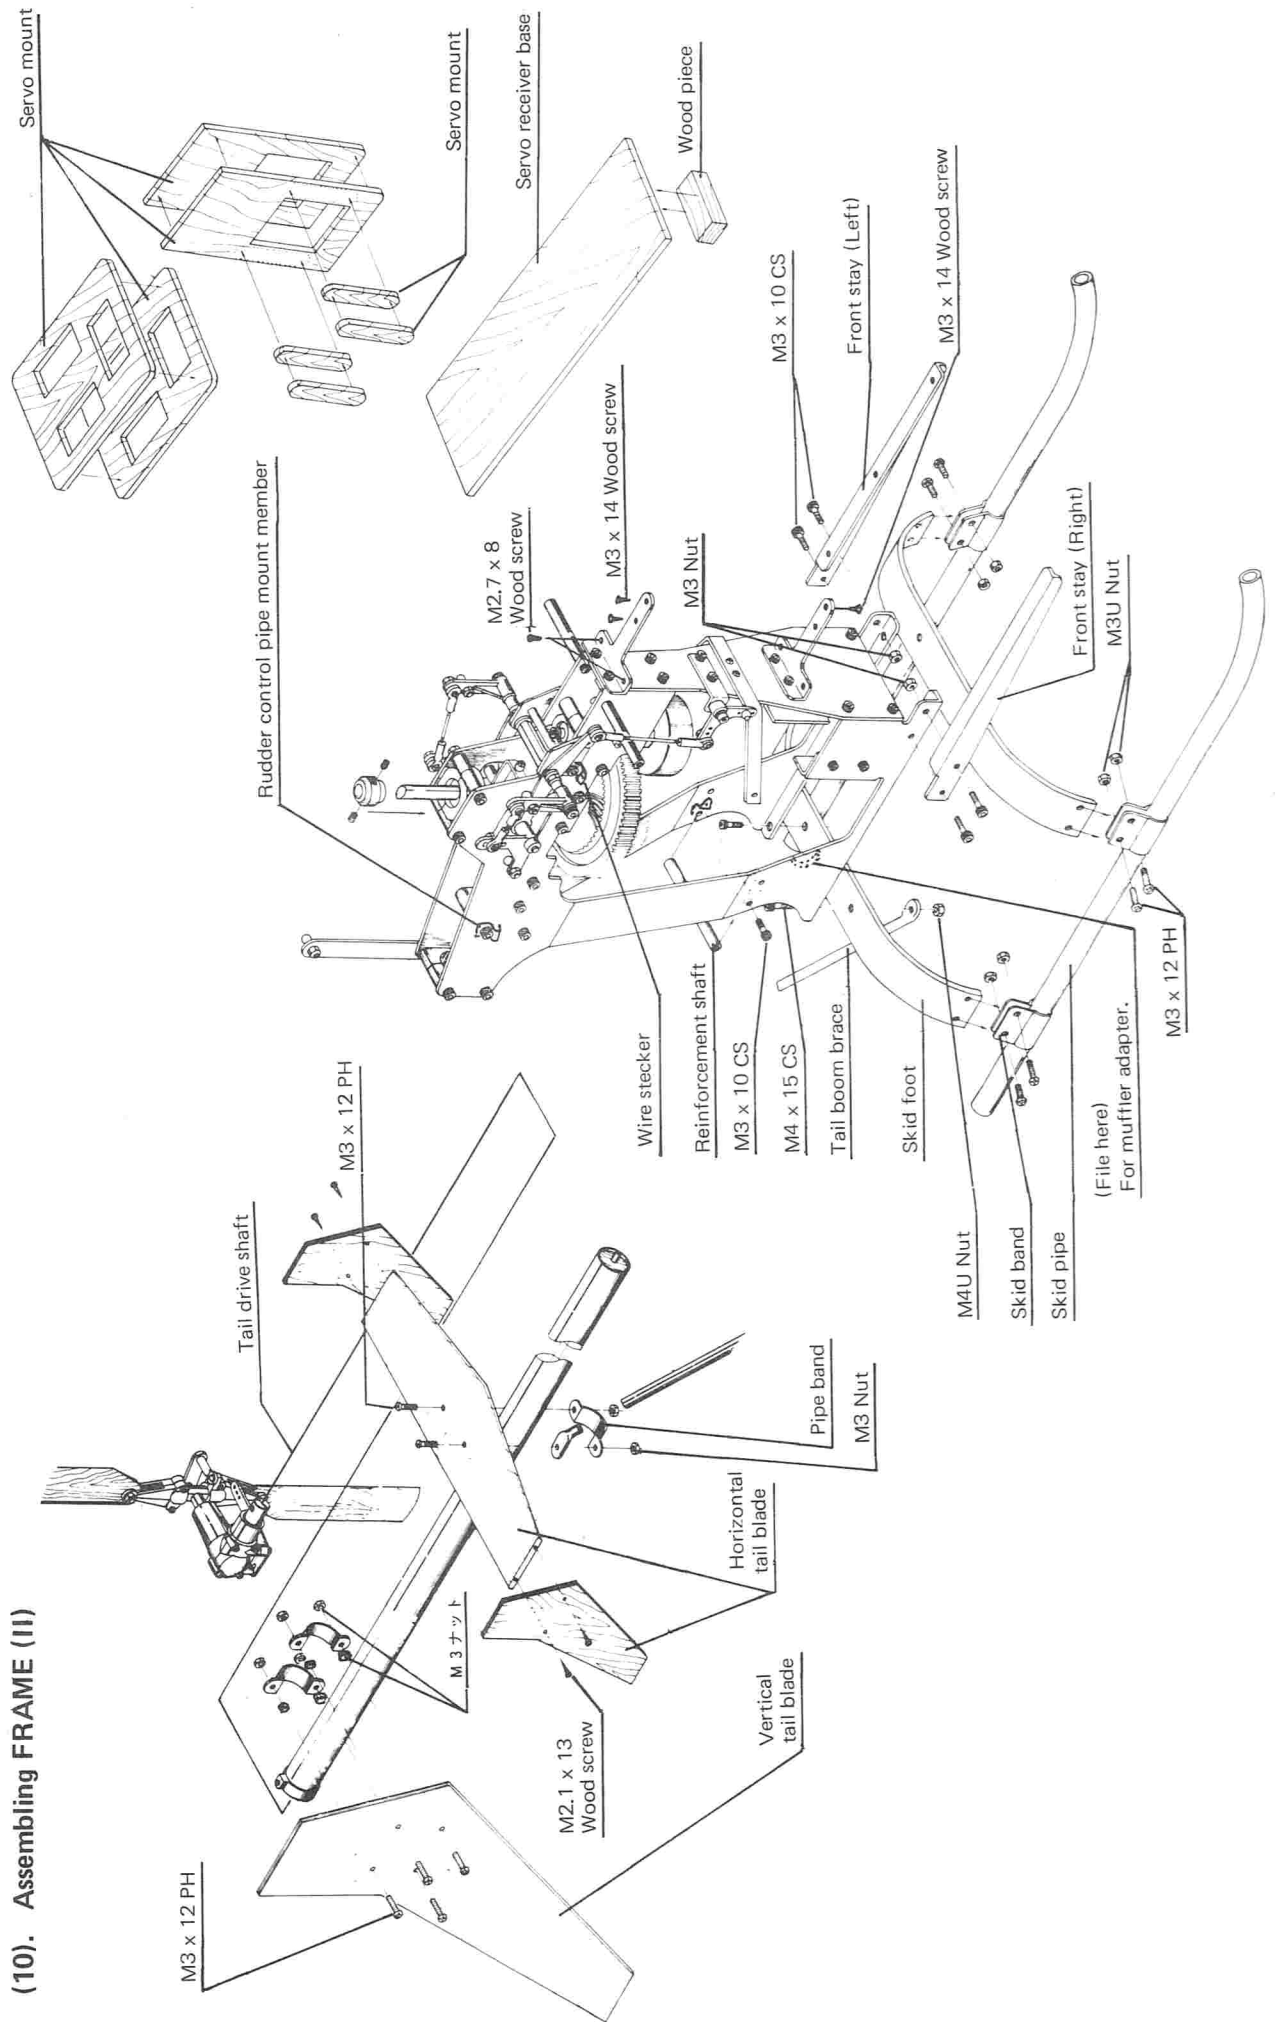 (10). Assembling FRAME (II)
M3 x 12 PH
Tail drive shaft
M3 x 12 PH
M3ナット
M2.1 x 13
Wood screw
Vertical
tail blade
Horizontal
tail blade
Pipe band
M3 Nut
Servo mount
Servo mount
Servo receiver base
Wood piece
Rudder control pipe mount member
M2.7 x 8
Wood screw
M3 x 14 Wood screw
M3 Nut
M3 x 10 CS
Front stay (Left)
M3 x 14 Wood screw
Front stay (Right)
M3U Nut
Wire stecker
Reinforcement shaft
M3 x 10 CS
M4 x 15 CS
Tail boom brace
Skid foot
M4U Nut
Skid band
Skid pipe
(File here)
For muffler adapter.
M3 x 12 PH